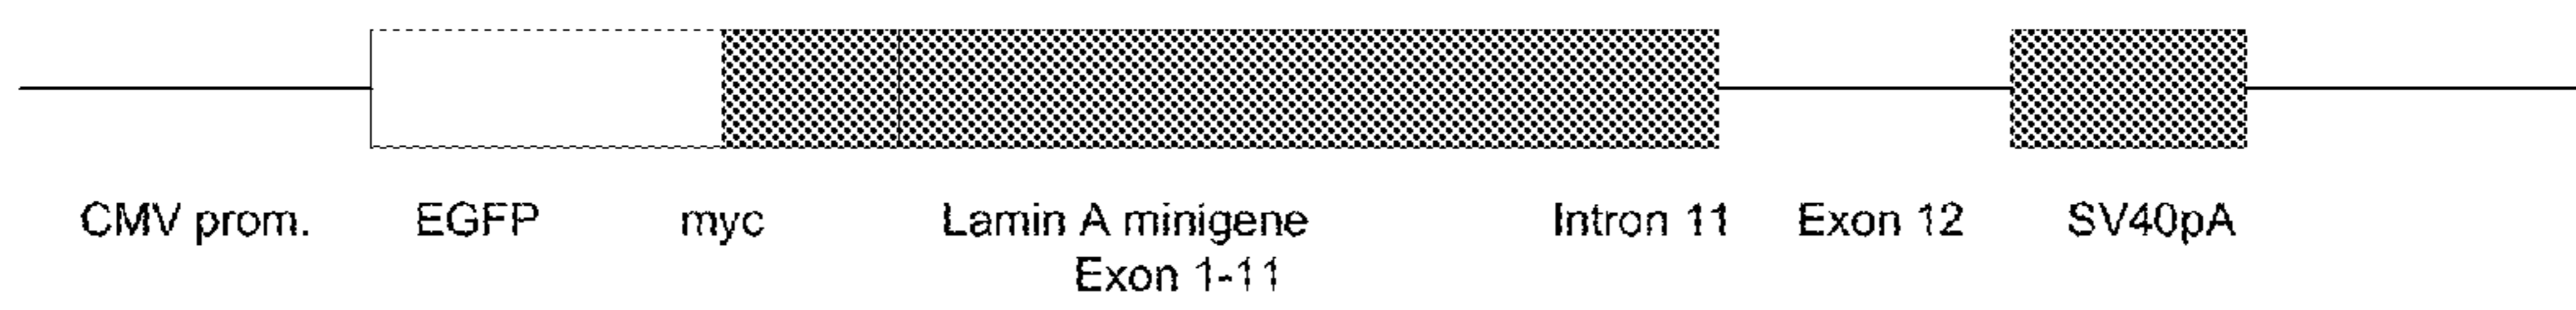 CMV prom. EGFP myc Lamin A minigene Intron 11 Exon 12 SV40pA
Exon 1-11